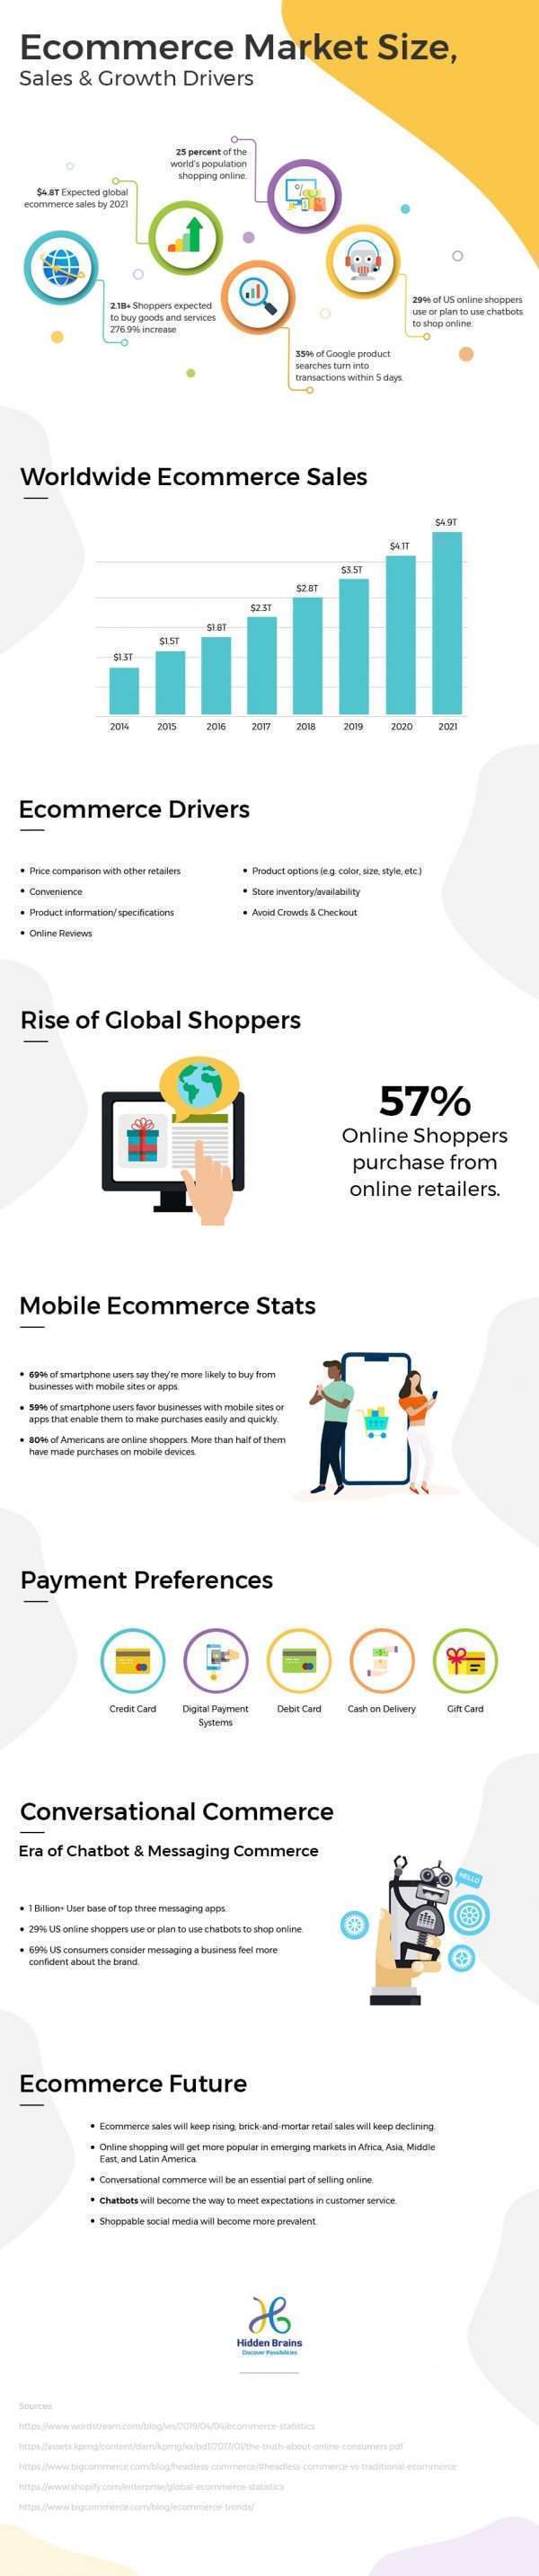 Ecommerce Market Size,
Sales & Growth Drivers
25 percent of the
world's population
shopping online.
$4.8T Expected global
ecommerce sales by 2021
2.1B+ Shoppers expected
to buy goods and services
276.9% increase
29% of US online shoppers
use or plan to use chatbots
to shop online.
35% of Google product
searches turn into
transactions within 5 days.
Worldwide Ecommerce Sales
$4.9T
$4.1T
$3.5T
$2.8T
$2.3T
$1.8T
$1.5T
$1.3T
2014 2015 2016 2017 2018 2019 2020 2021
Ecommerce Drivers
• Price comparison with other retailers
• Convenience
• Product information/ specifications
• Online Reviews
• Product options (e.g. color, size, style, etc.)
• Store inventory/availability
• Avoid Crowds & Checkout
Rise of Global Shoppers
57%
Online Shoppers
purchase from
online retailers.
Mobile Ecommerce Stats
• 69% of smartphone users say they're more likely to buy from
businesses with mobile sites or apps.
• 59% of smartphone users favor businesses with mobile sites or
apps that enable them to make purchases easily and quickly.
• 80% of Americans are online shoppers. More than half of them
have made purchases on mobile devices.
Payment Preferences
Credit Card
Digital Payment
Systems
Debit Card
Cash on Delivery
Gift Card
Conversational Commerce
Era of Chatbot & Messaging Commerce
HELLO
• 1 Billion+ User base of top three messaging apps.
• 29% US online shoppers use or plan to use chatbots to shop online.
• 69% US consumers consider messaging a business feel more
confident about the brand.
Ecommerce Future
• Ecommerce sales will keep rising, brick-and-mortar retail sales will keep declining.
• Online shopping will get more popular in emerging markets in Africa, Asia, Middle
East, and Latin America.
• Conversational commerce will be an essential part of selling online.
• Chatbots will become the way to meet expectations in customer service.
• Shoppable social media will become more prevalent.
Hidden Brains
Discover Possibilities
Sources:
https://www.wordstream.com/blog/ws/2019/04/04/ecommerce-statistics
https://assets.kpmg/content/dam/kpmg/xx/pdf/2017/01/the-truth-about-online-consumers.pdf
https://www.bigcommerce.com/blog/headless-commerce/#headless-commerce-vs-traditional-ecommerce
https://www.shopify.com/enterprise/global-ecommerce-statistics
https://www.bigcommerce.com/blog/ecommerce-trends/